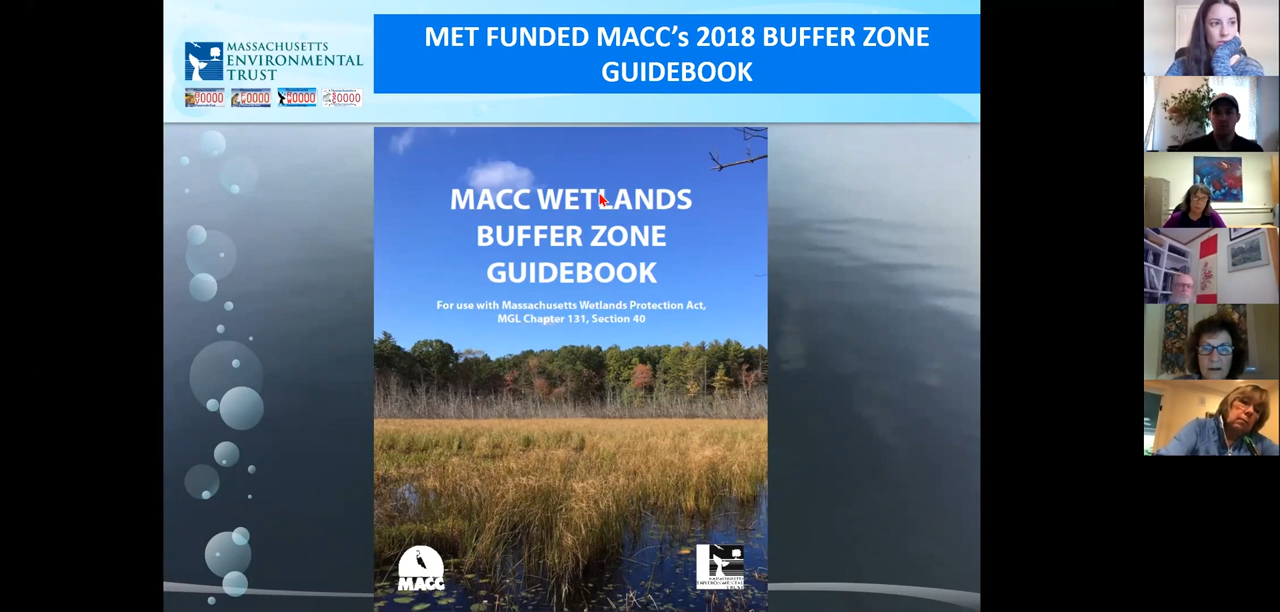 MASSACHUSETTS
ENVIRONMENTAL
TRUST
MET FUNDED MACC's 2018 BUFFER ZONE
GUIDEBOOK
MACC WETLANDS
BUFFER ZONE
GUIDEBOOK
For use with Massachusetts Wetlands Protection Act,
MGL Chapter 131, Section 40
MACC